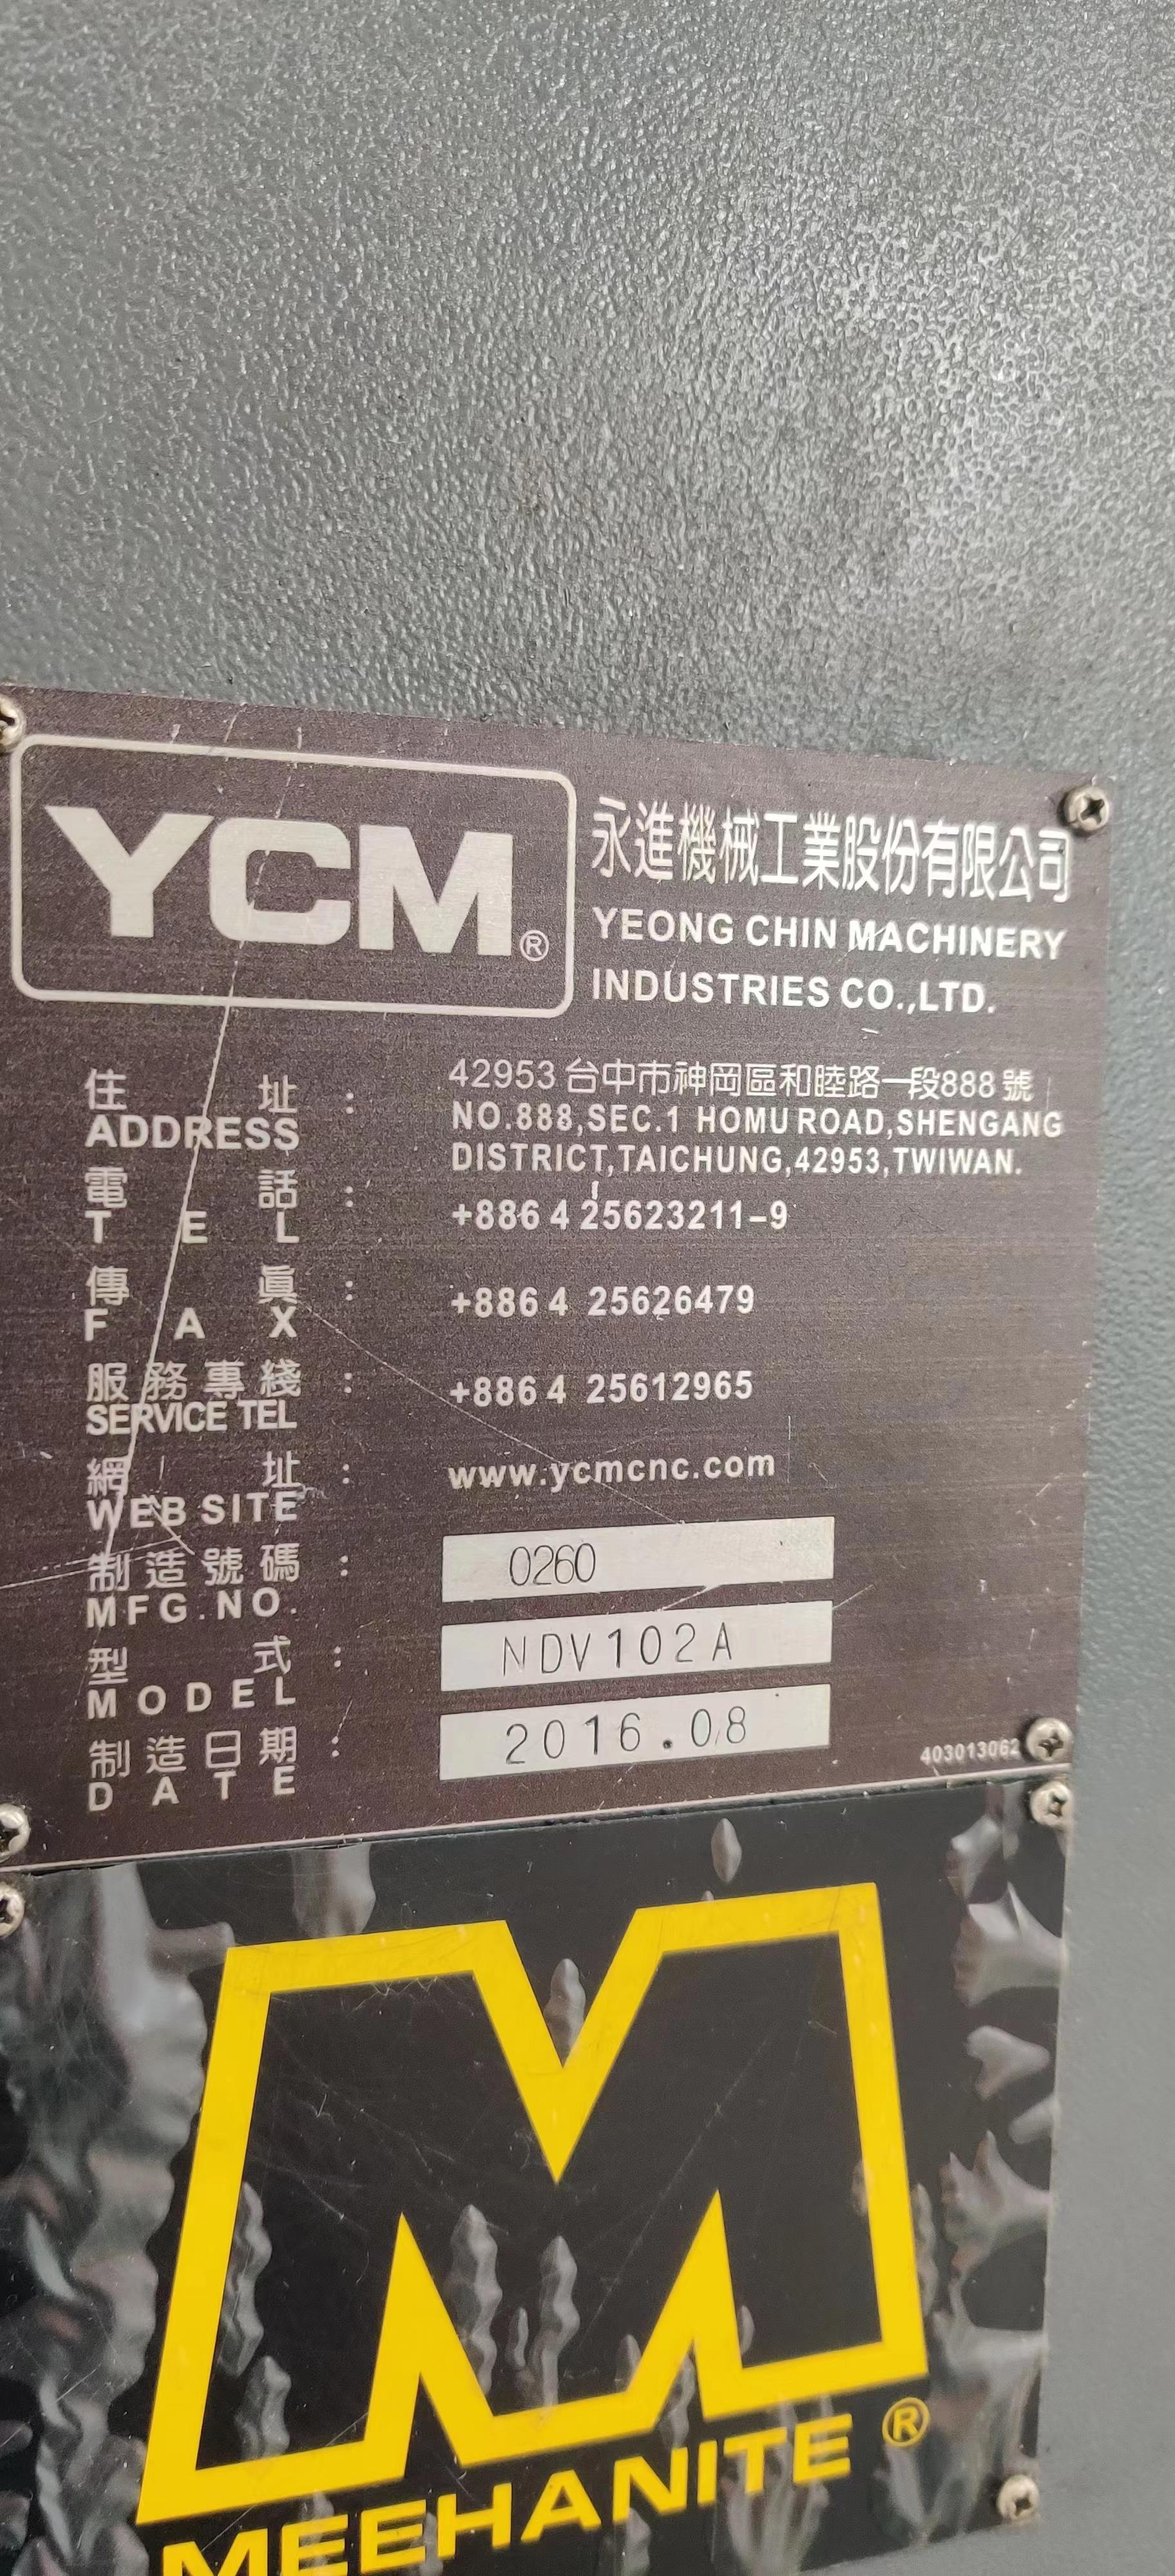 YCM®
永進機械工業股份有限公司
YEONG CHIN MACHINERY
INDUSTRIES CO.,LTD.
住址 : 42953 台中市神岡區和睦路一段888 號
ADDRESS NO.888,SEC.1 HOMU ROAD,SHENGANG
DISTRICT,TAICHUNG,42953,TWIWAN.
電話 :
TEL +886 4 25623211-9
傳眞 :
FAX +886 4 25626479
服務專綫 :
SERVICE TEL +886 4 25612965
網址 : www.ycmcnc.com
WEB SITE
制造號碼 : 0260
MFG.NO.
型式 : NDV102A
MODEL
制造日期 : 2016.08
DATE
403013062
MEEHANITE®